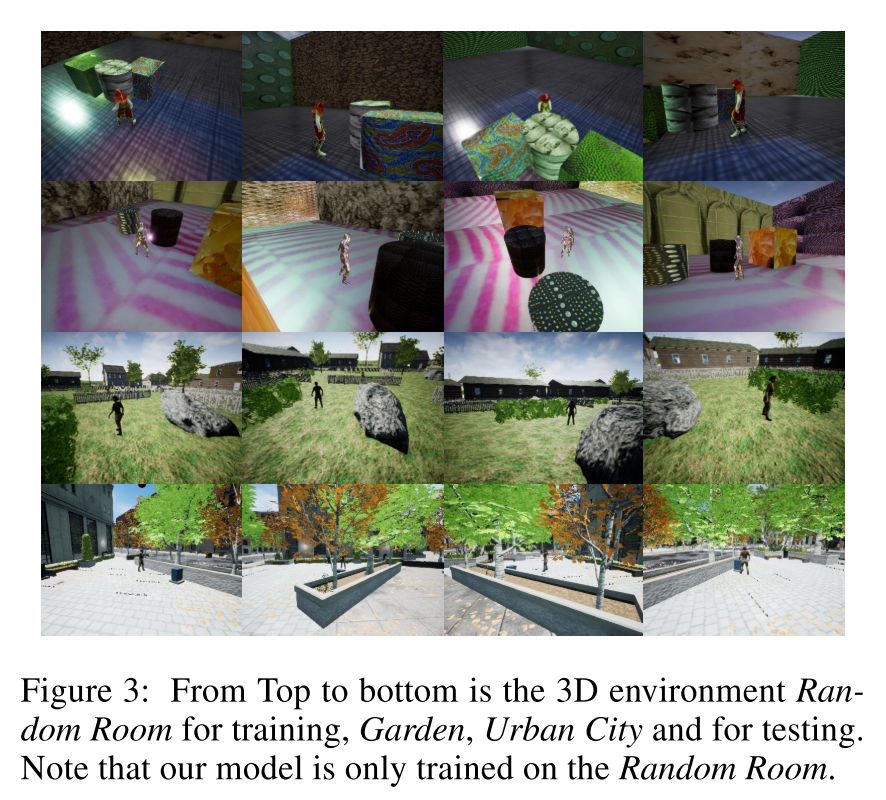 Figure 3: From Top to bottom is the 3D environment Ran-
dom Room for training, Garden, Urban City and for testing.
Note that our model is only trained on the Random Room.